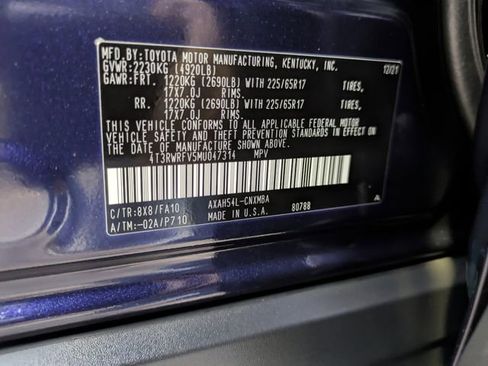 MFD.BY:TOYOTA MOTOR MANUFACTURING, KENTUCKY, INC. 12/21
GVWR:2230KG (4920LB)
GAWR:FRT. 1220KG (2690LB) WITH 225/65R17 TIRES,
17X7.0J RIMS.
RR. 1220KG (2690LB) WITH 225/65R17 TIRES,
17X7.0J RIMS.
THIS VEHICLE CONFORMS TO ALL APPLICABLE FEDERAL MOTOR
VEHICLE SAFETY AND THEFT PREVENTION STANDARDS IN
EFFECT ON THE DATE OF MANUFACTURE SHOWN ABOVE.
4T3RWRFV5MU047314 MPV
C/TR:8X8/FA10 AXAH54L-CNXMBA
A/TM:-02A/P710 MADE IN U.S.A. 80788